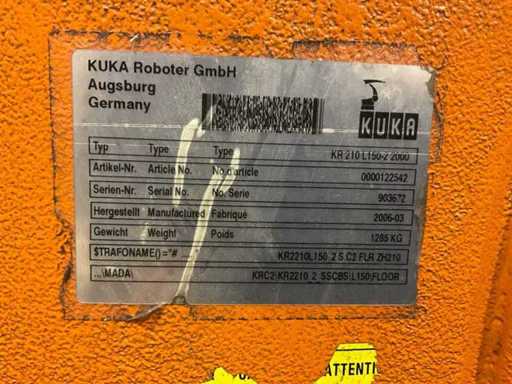 KUKA Roboter GmbH
Augsburg
Germany
KUKA
Typ Type Type KR 210 L150-2 2000
Artikel-Nr. Article No. No.d'article 0000122542
Serien-Nr. Serial No. No. Serie 903672
Hergestellt Manufactured Fabriqué 2006-03
Gewicht Weight Poids 1285 KG
$TRAFONAME()="# KR2210L150_2 S C2 FLR ZH210
...\MADA\ KRC2\KR2210_2_SSCBS\L150\FLOOR
ATTENTI